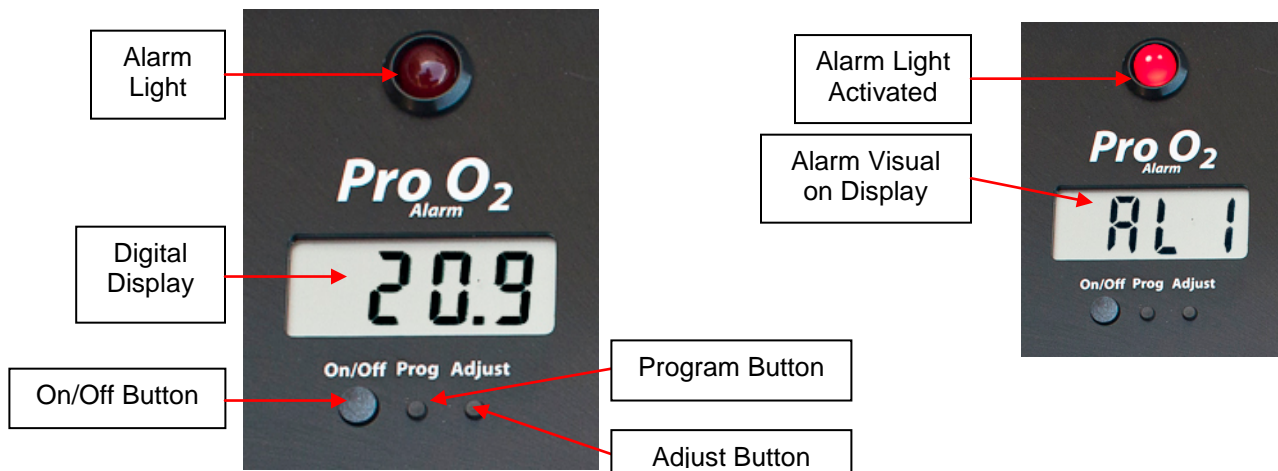 Alarm
Light
Pro O2
Alarm
Digital
Display
20.9
On/Off Prog Adjust
On/Off Button
Program Button
Adjust Button
Alarm Light
Activated
Pro O2
Alarm
Alarm Visual
on Display
AL 1
On/Off Prog Adjust